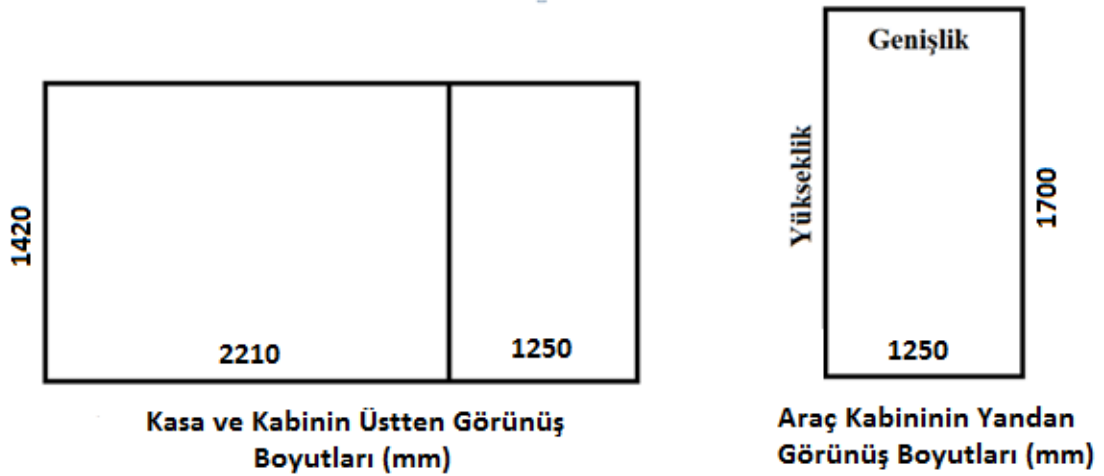 1420
2210
1250
Kasa ve Kabinin Üstten Görünüş
Boyutları (mm)
Genişlik
Yükseklik
1700
1250
Araç Kabininin Yandan
Görünüş Boyutları (mm)